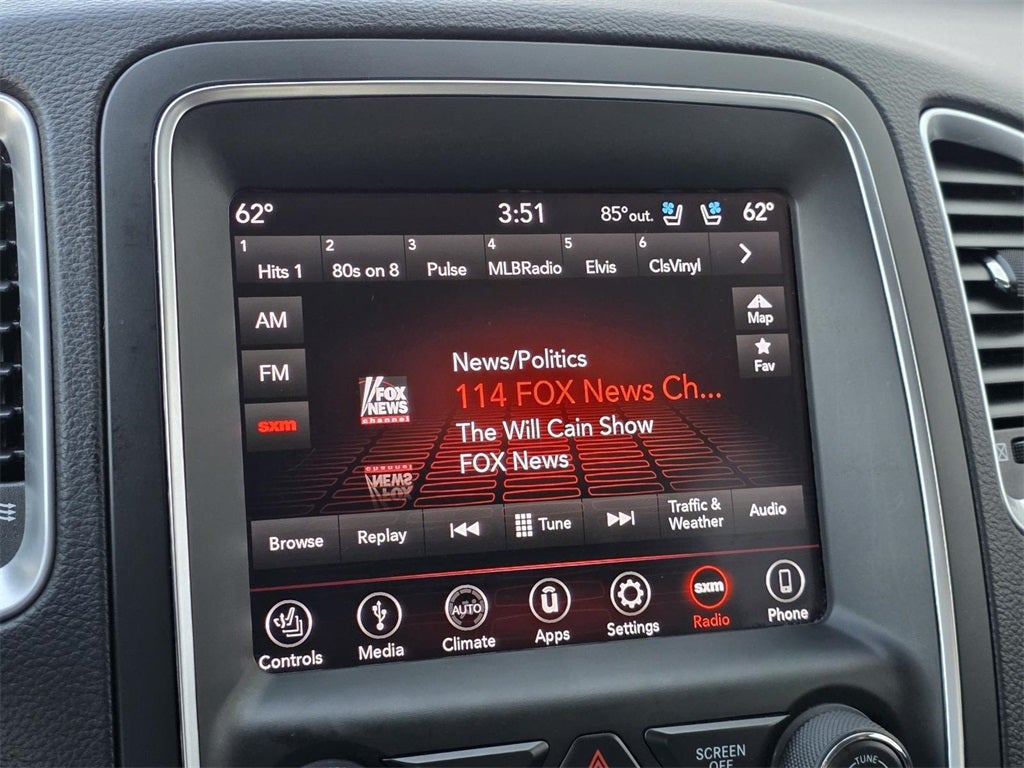 62° 3:51 85° out. 62°
1 Hits 1 2 80s on 8 3 Pulse 4 MLBRadio 5 Elvis 6 ClsVinyl
AM
FM
sxm
Map
Fav
FOX
NEWS
channel
News/Politics
114 FOX News Ch...
The Will Cain Show
FOX News
Browse Replay Tune Traffic &
Weather Audio
AUTO
û
sxm
Controls Media Climate Apps Settings Radio Phone
SCREEN
OFF
TUNE